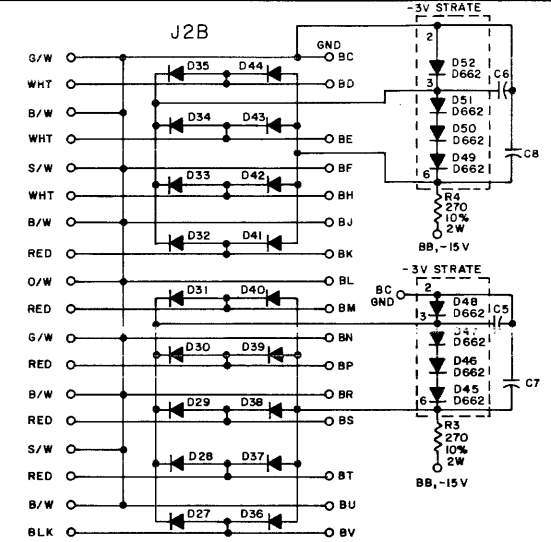 -3V STRATE
J2B
2
GND
G/W BC
D35 D44 D52
D662
WHT BD
3 C6
B/W D51
D662
D34 D43 D50
D662
WHT BE
D49
D662
C8
S/W BF
D33 D42
6
WHT BH
R4
270
10%
2W
B/W BJ
D32 D41
BB,-15V
RED BK
-3V STRATE
O/W BL
BC
GND
2
D31 D40 D48
D662
C5
RED BM
3
G/W BN
D662
D30 D39 D46
D662
RED BP
D45
D662
C7
B/W BR
D29 D38
6
RED BS
R3
270
10%
2W
S/W
D28 D37
BB,-15V
RED BT
B/W BU
D27 D36
BLK BV